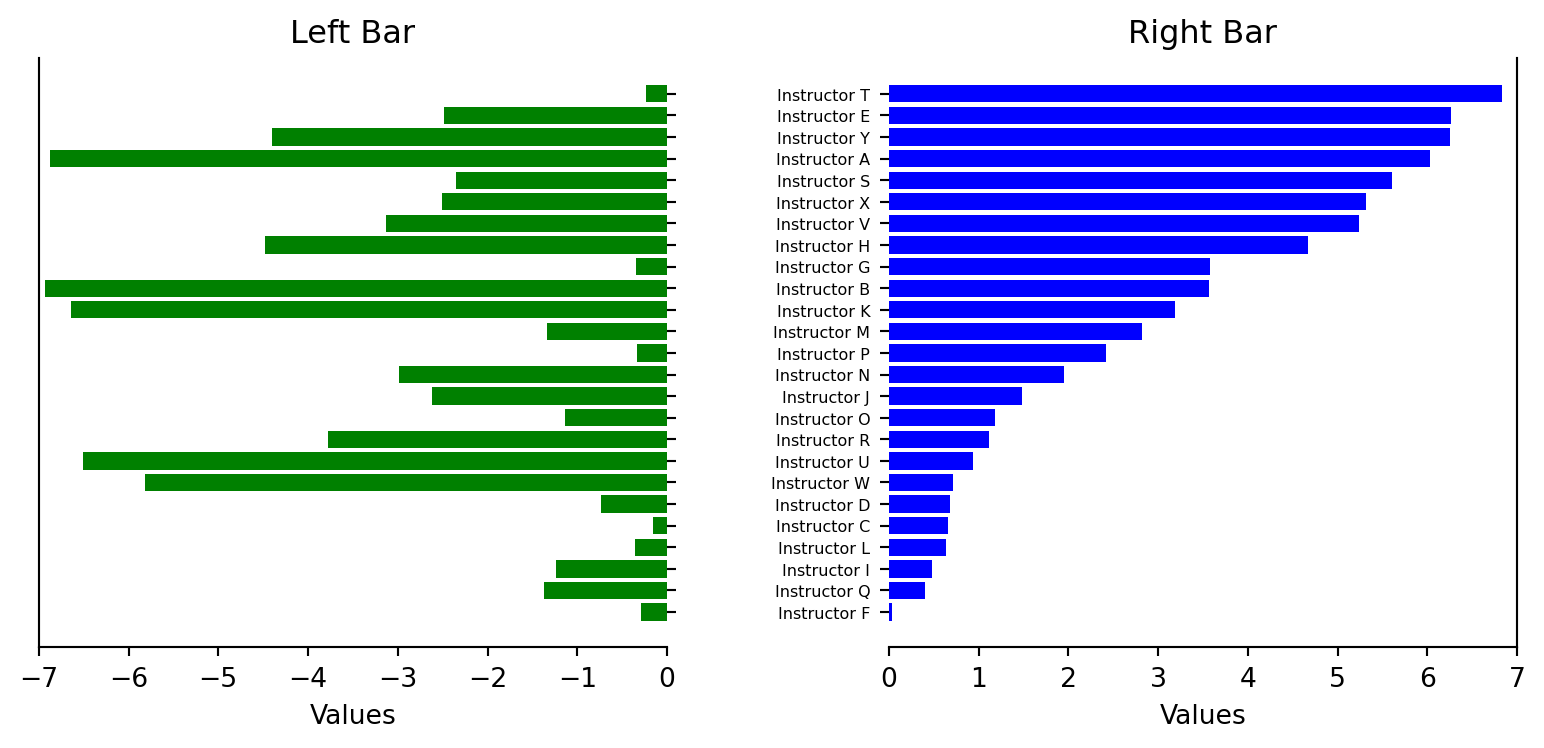 Left Bar
−7 −6 −5 −4 −3 −2 −1 0
Values
Right Bar
Instructor T
Instructor E
Instructor Y
Instructor A
Instructor S
Instructor X
Instructor V
Instructor H
Instructor G
Instructor B
Instructor K
Instructor M
Instructor P
Instructor N
Instructor J
Instructor O
Instructor R
Instructor U
Instructor W
Instructor D
Instructor C
Instructor L
Instructor I
Instructor Q
Instructor F
0 1 2 3 4 5 6 7
Values